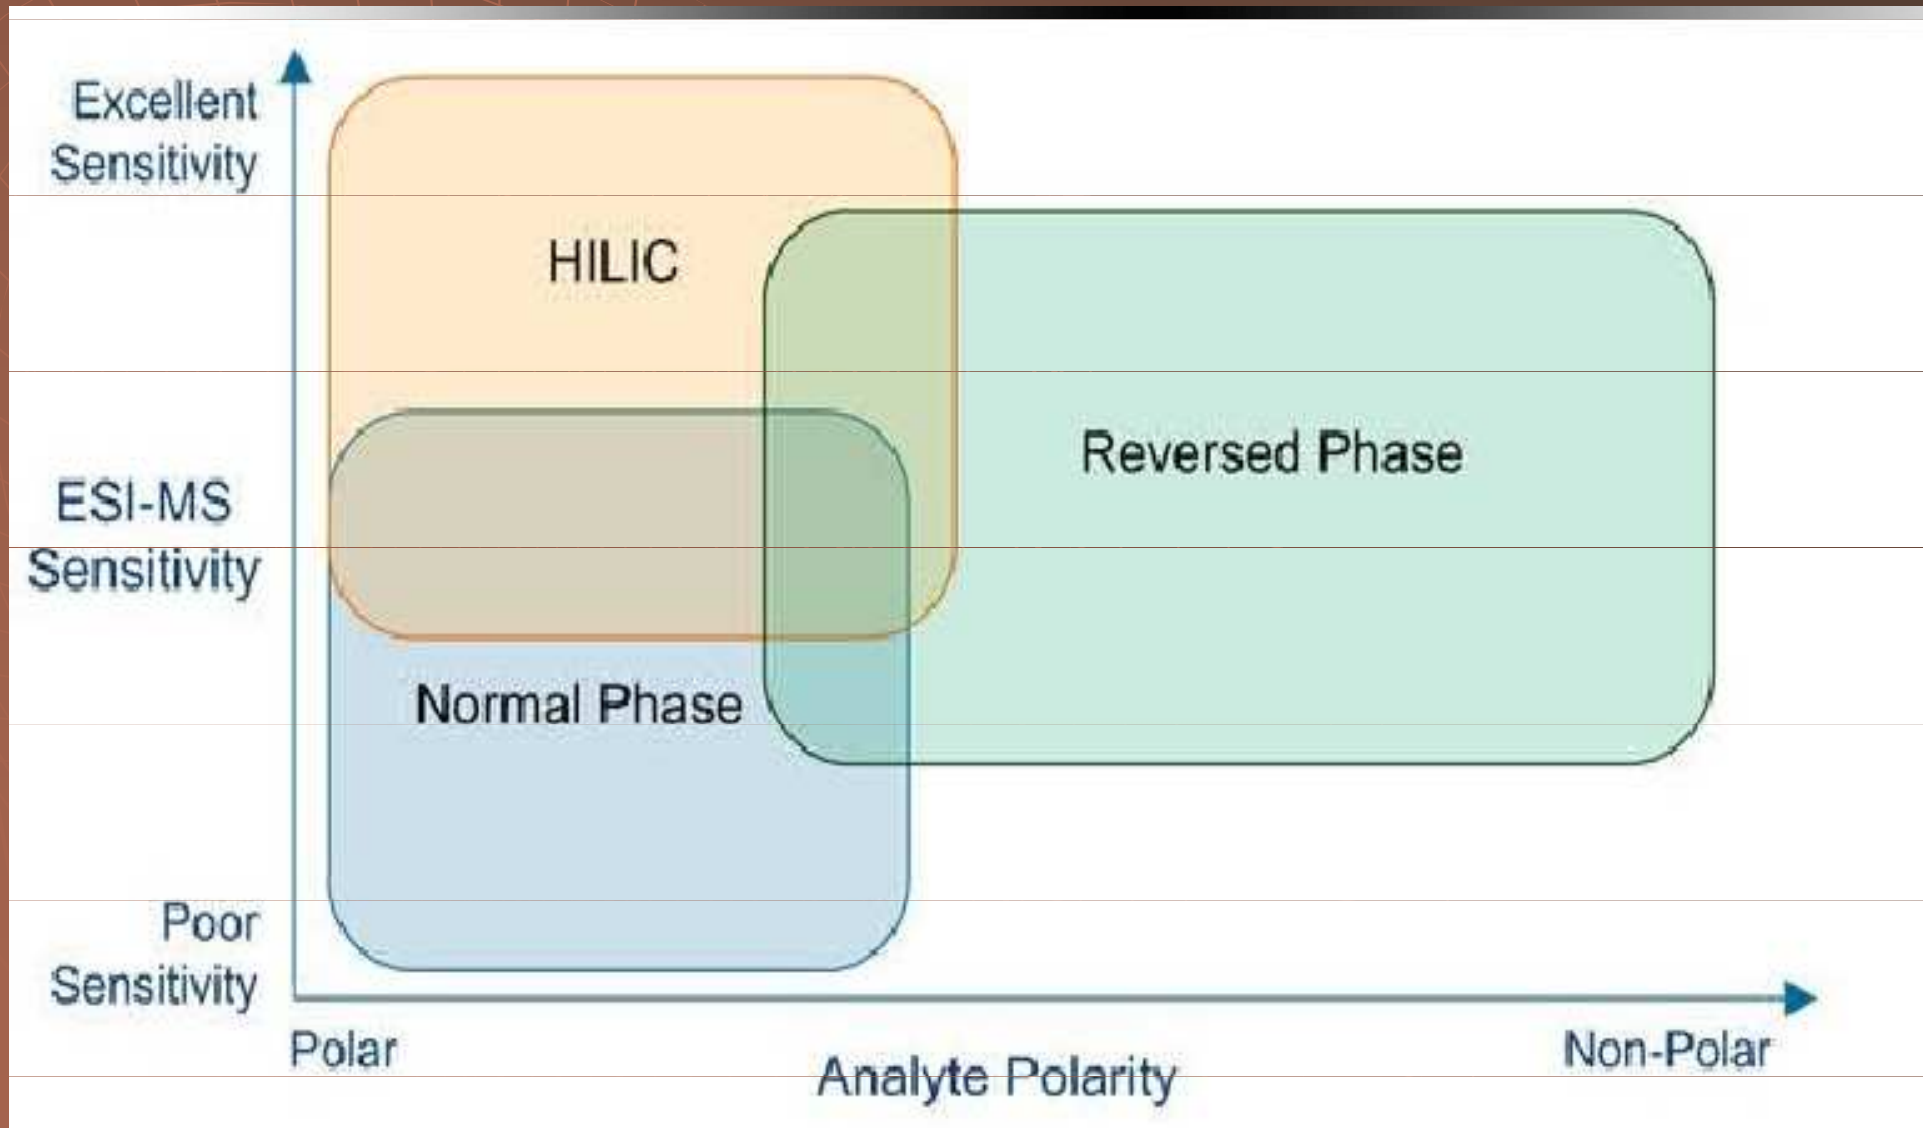 Excellent
Sensitivity
HILIC
Reversed Phase
ESI-MS
Sensitivity
Normal Phase
Poor
Sensitivity
Polar
Non-Polar
Analyte Polarity